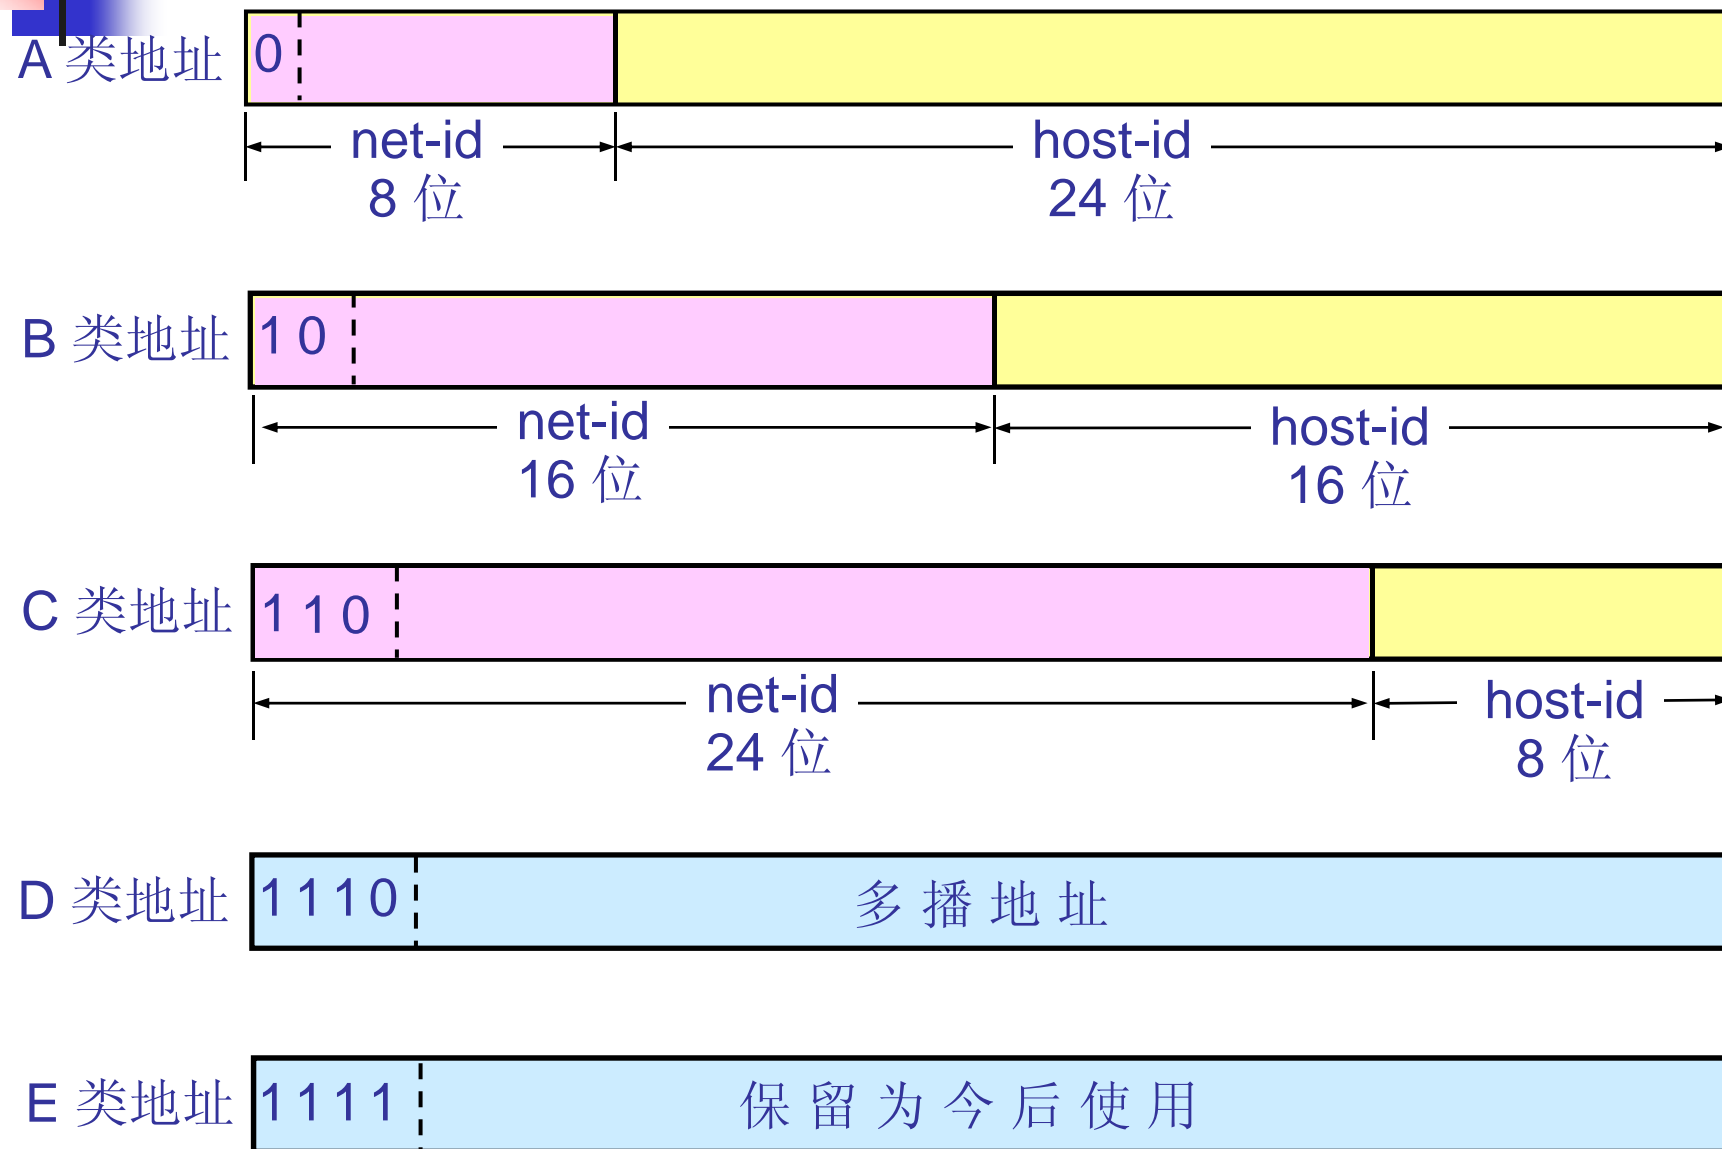 A 类地址
0
net-id
8 位
host-id
24 位
B 类地址
1 0
net-id
16 位
host-id
16 位
C 类地址
1 1 0
net-id
24 位
host-id
8 位
D 类地址
1 1 1 0
多 播 地 址
E 类地址
1 1 1 1
保 留 为 今 后 使 用